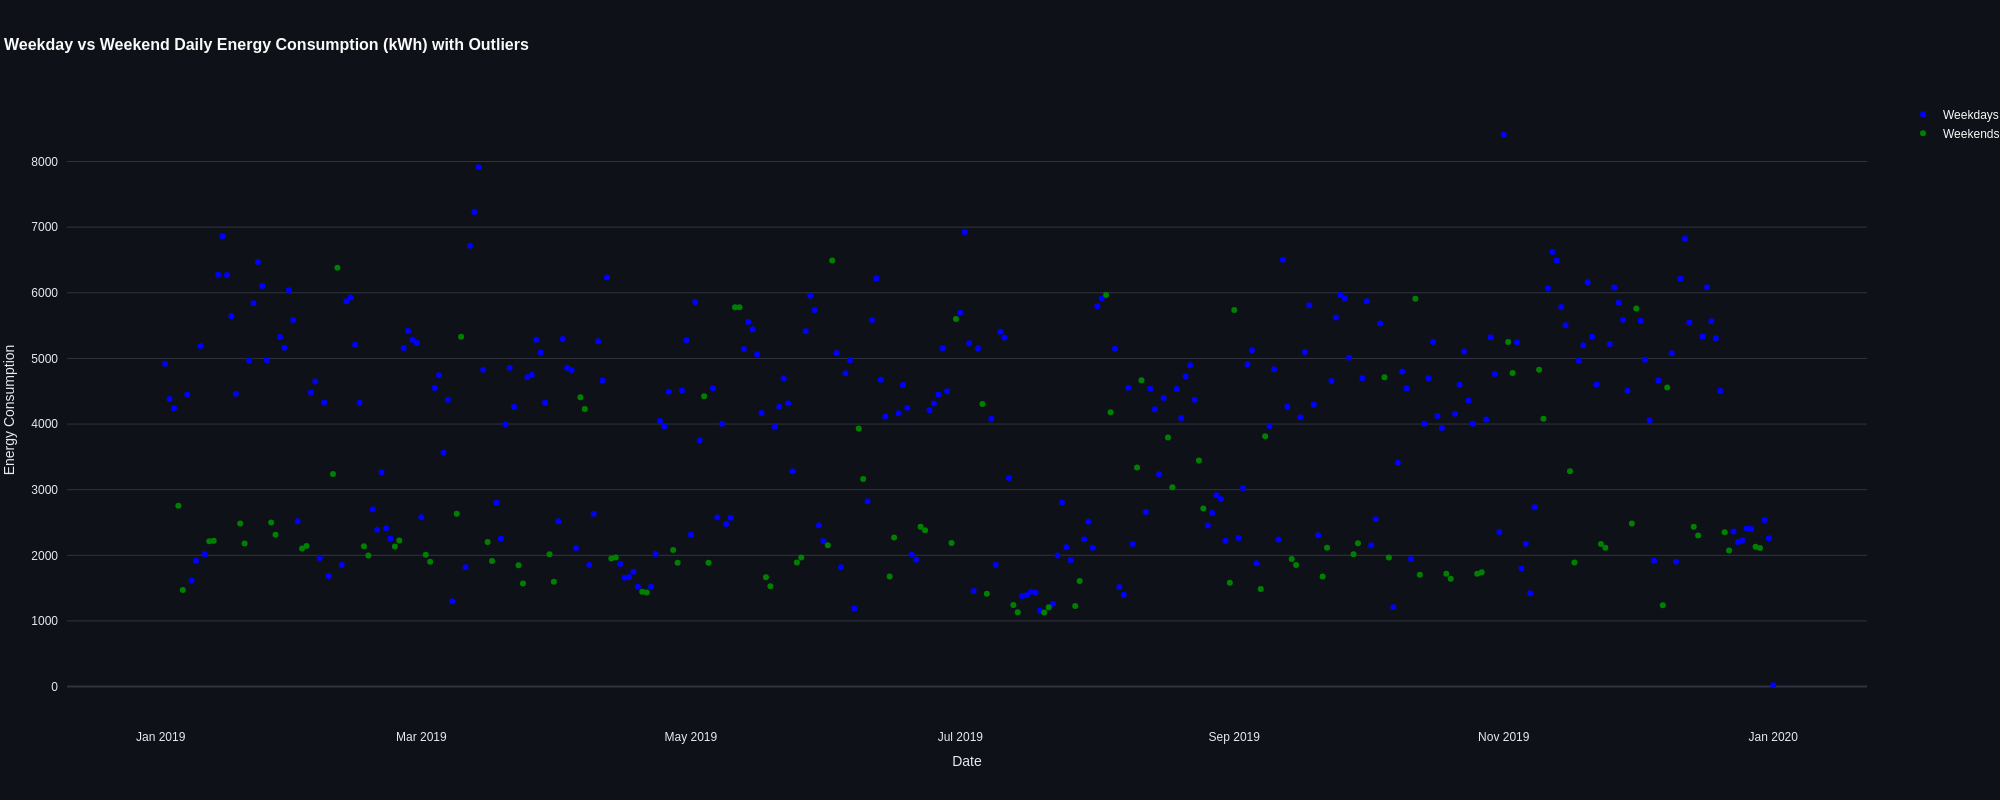 Weekday vs Weekend Daily Energy Consumption (kWh) with Outliers
Weekdays
Weekends
Energy Consumption
8000
7000
6000
5000
4000
3000
2000
1000
0
Jan 2019
Mar 2019
May 2019
Jul 2019
Sep 2019
Nov 2019
Jan 2020
Date